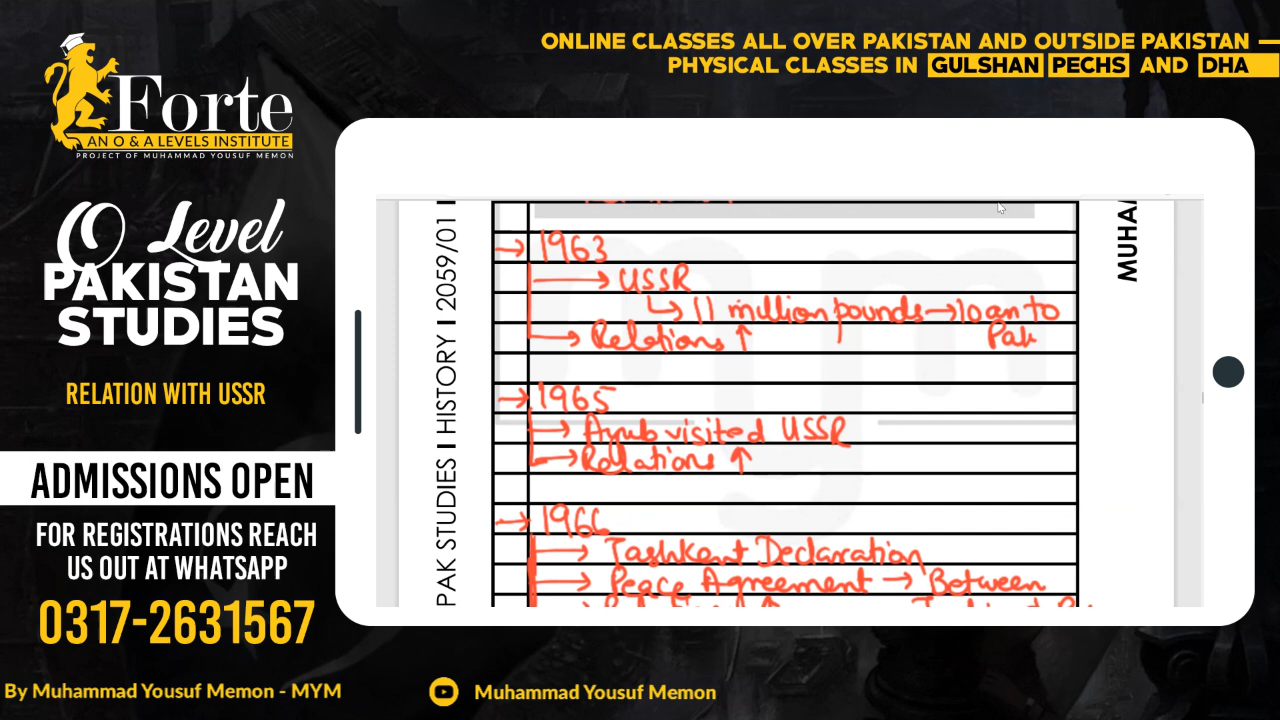 ONLINE CLASSES ALL OVER PAKISTAN AND OUTSIDE PAKISTAN
PHYSICAL CLASSES IN GULSHAN PECHS AND DHA
Forte
AN O & A LEVELS INSTITUTE
PROJECT OF MUHAMMAD YOUSUF MEMON
O Level
PAKISTAN
STUDIES
RELATION WITH USSR
ADMISSIONS OPEN
FOR REGISTRATIONS REACH
US OUT AT WHATSAPP
0317-2631567
By Muhammad Yousuf Memon - MYM
Muhammad Yousuf Memon
PAK STUDIES I HISTORY I 2059/01 I
MUHA
→ 1963
→ USSR
↳ 11 million pounds → loan to
Pak
→ Relations ↑
→ 1965
→ Ayub visited USSR
→ Relations ↑
→ 1966
→ Tashkent Declaration
→ Peace Agreement → Between